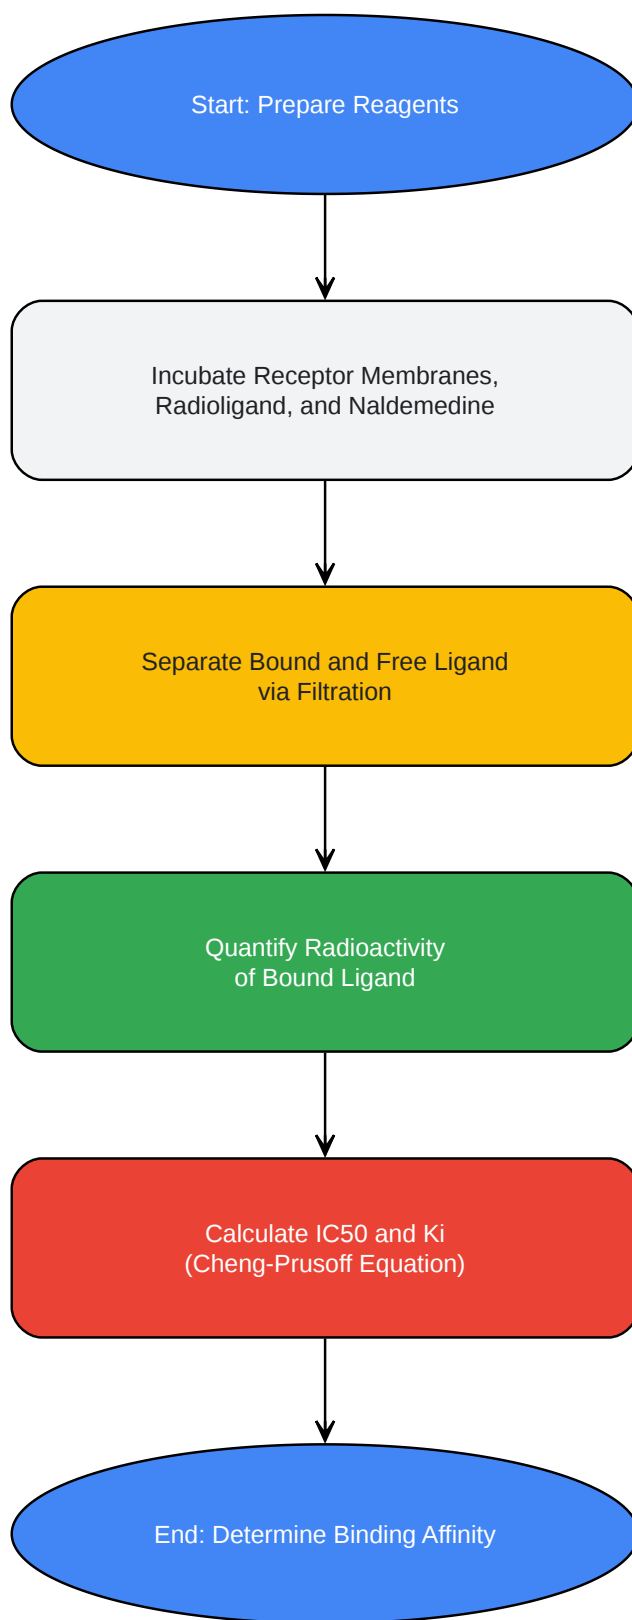 Start: Prepare Reagents
Incubate Receptor Membranes,
Radioligand, and Naldemedine
Separate Bound and Free Ligand
via Filtration
Quantify Radioactivity
of Bound Ligand
Calculate IC50 and Ki
(Cheng-Prusoff Equation)
End: Determine Binding Affinity